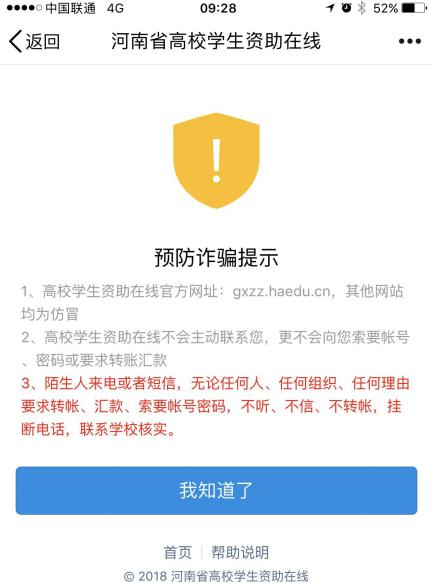 中国联通 4G 09:28 52%
返回 河南省高校学生资助在线
预防诈骗提示
1、高校学生资助在线官方网址：gxzz.haedu.cn，其他网站
均为仿冒
2、高校学生资助在线不会主动联系您，更不会向您索要帐号
、密码或要求转账汇款
3、陌生人来电或者短信，无论任何人、任何组织、任何理由
要求转帐、汇款、索要帐号密码，不听、不信、不转帐，挂
断电话，联系学校核实。
我知道了
首页 帮助说明
© 2018 河南省高校学生资助在线